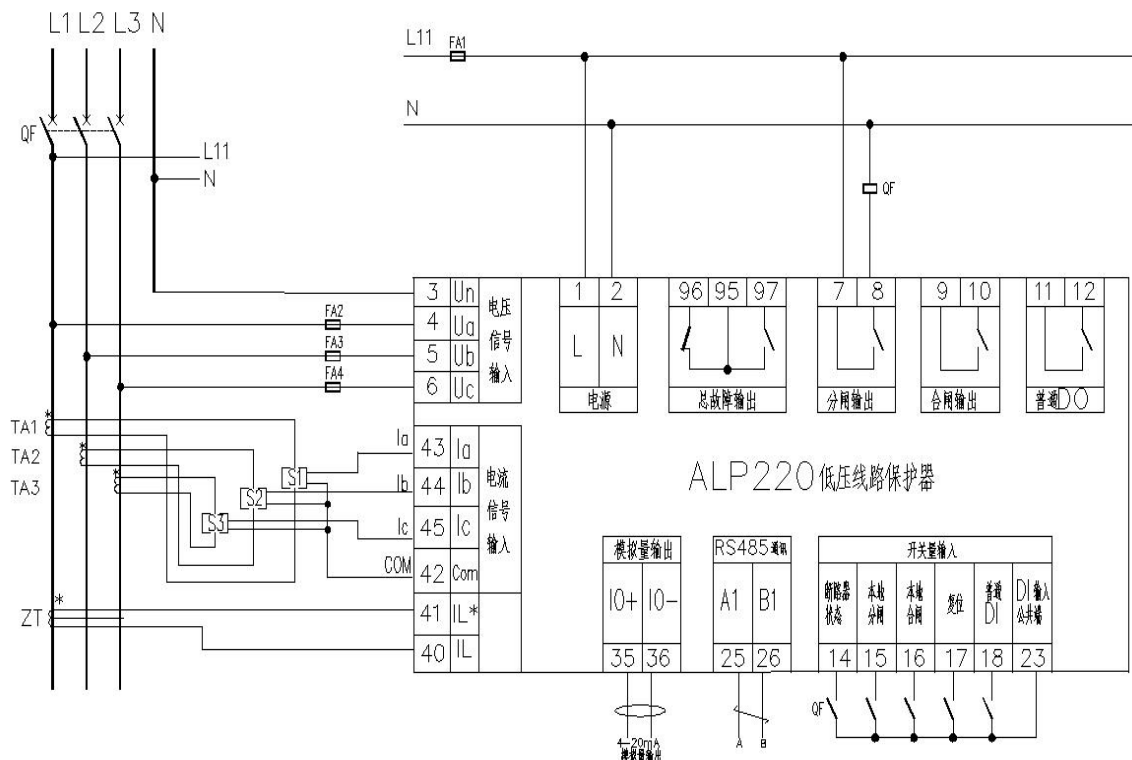 L1 L2 L3 N
L11 FA1
N
QF
L11
N
QF
3 Un
4 Ua
5 Ub
6 Uc
电压
信号
输入
FA2
FA3
FA4
1 2
L N
电源
96 95 97
总故障输出
7 8
分闸输出
9 10
合闸输出
11 12
普通DO
TA1 *
TA2 *
TA3 *
S1
S2
S3
Ia
Ib
Ic
COM
43 Ia
44 Ib
45 Ic
42 Com
41 IL*
40 IL
电流
信号
输入
ZT *
ALP220低压线路保护器
模拟量输出
IO+ IO-
35 36
4-20mA
模拟量输出
RS485通讯
A1 B1
25 26
A B
开关量输入
断路器
状态
本地
分闸
本地
合闸
复位
普通
DI
DI输入
公共端
14 15 16 17 18 23
QF